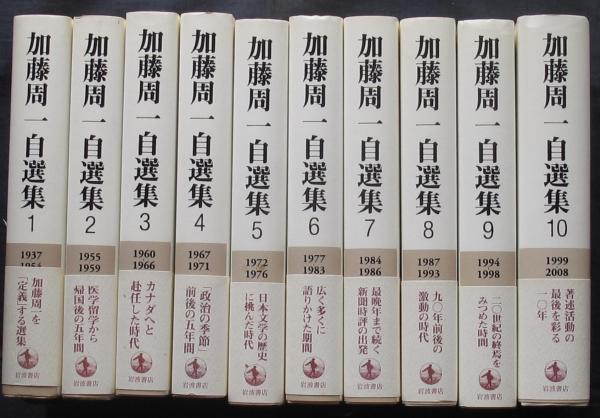 加藤周一自選集 1
1937
1954
加藤周一を
「定義」する選集
岩波書店
加藤周一自選集 2
1955
1959
医学留学から
帰国後の五年間
岩波書店
加藤周一自選集 3
1960
1966
カナダへと
赴任した時代
岩波書店
加藤周一自選集 4
1967
1971
「政治の季節」
前後の五年間
岩波書店
加藤周一自選集 5
1972
1976
日本文学の歴史
に挑んだ時代
岩波書店
加藤周一自選集 6
1977
1983
広く多くに
語りかけた期間
岩波書店
加藤周一自選集 7
1984
1986
最晩年まで続く
新聞時評の出発
岩波書店
加藤周一自選集 8
1987
1993
九〇年前後の
激動の時代
岩波書店
加藤周一自選集 9
1994
1998
二〇世紀の終焉を
みつめた時間
岩波書店
加藤周一自選集 10
1999
2008
著述活動の
最後を彩る
一〇年
岩波書店